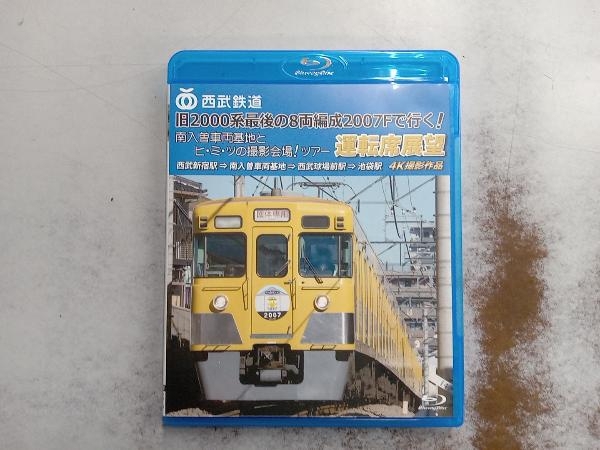 Blu-ray Disc
西武鉄道
旧2000系最後の8両編成2007Fで行く!
南入曽車両基地と
ヒ・ミ・ツの撮影会場!ツアー
運転席展望
西武新宿駅⇒南入曽車両基地⇒西武球場前駅⇒池袋駅 4K撮影作品
団体専用
2007
Blu-ray Disc